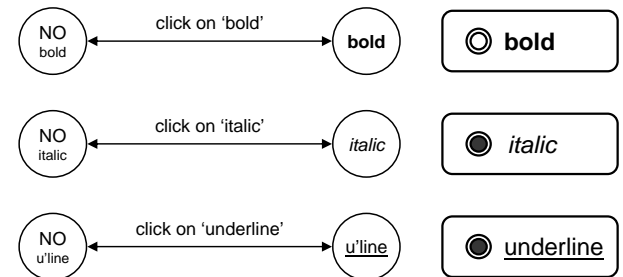 click on ‘bold’
NO
bold
bold
bold
click on ‘italic’
NO
italic
italic
italic
click on ‘underline’
NO
u'line
u'line
underline